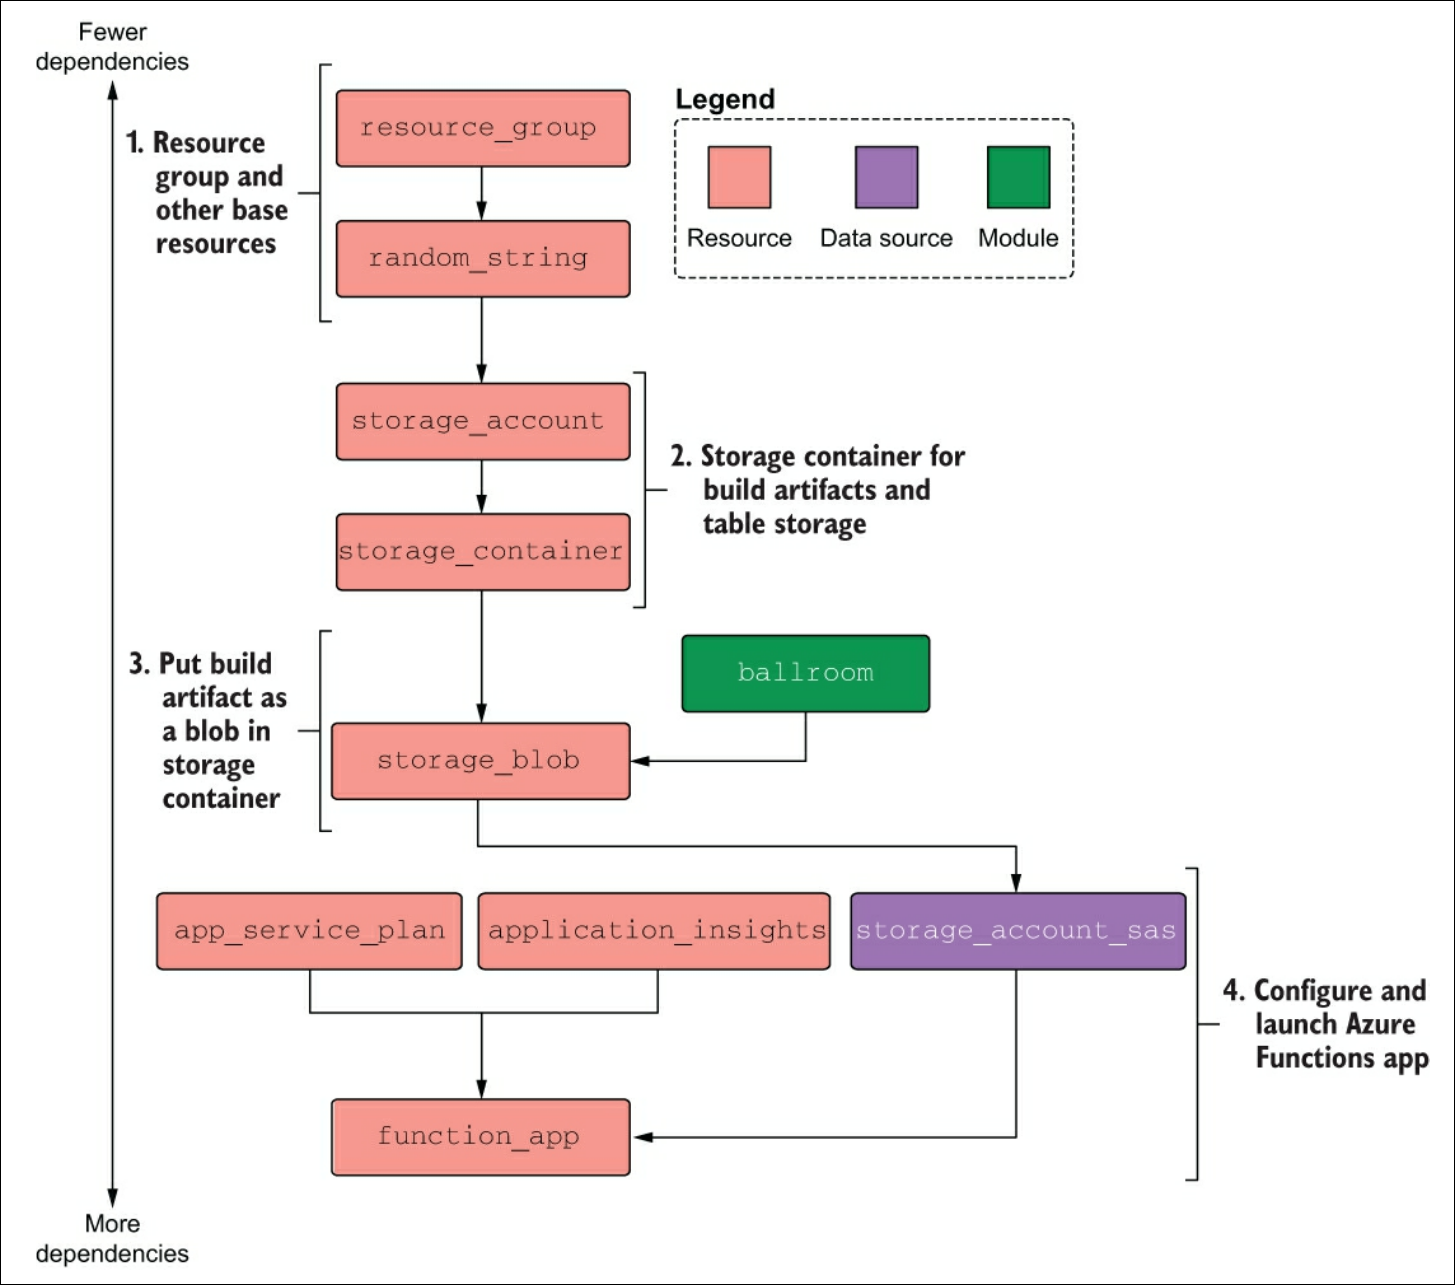 Fewer
dependencies
1. Resource
group and
other base
resources
resource_group
random_string
Legend
Resource
Data source
Module
storage_account
storage_container
2. Storage container for
build artifacts and
table storage
3. Put build
artifact as
a blob in
storage
container
ballroom
storage_blob
app_service_plan
application_insights
storage_account_sas
4. Configure and
launch Azure
Functions app
function_app
More
dependencies